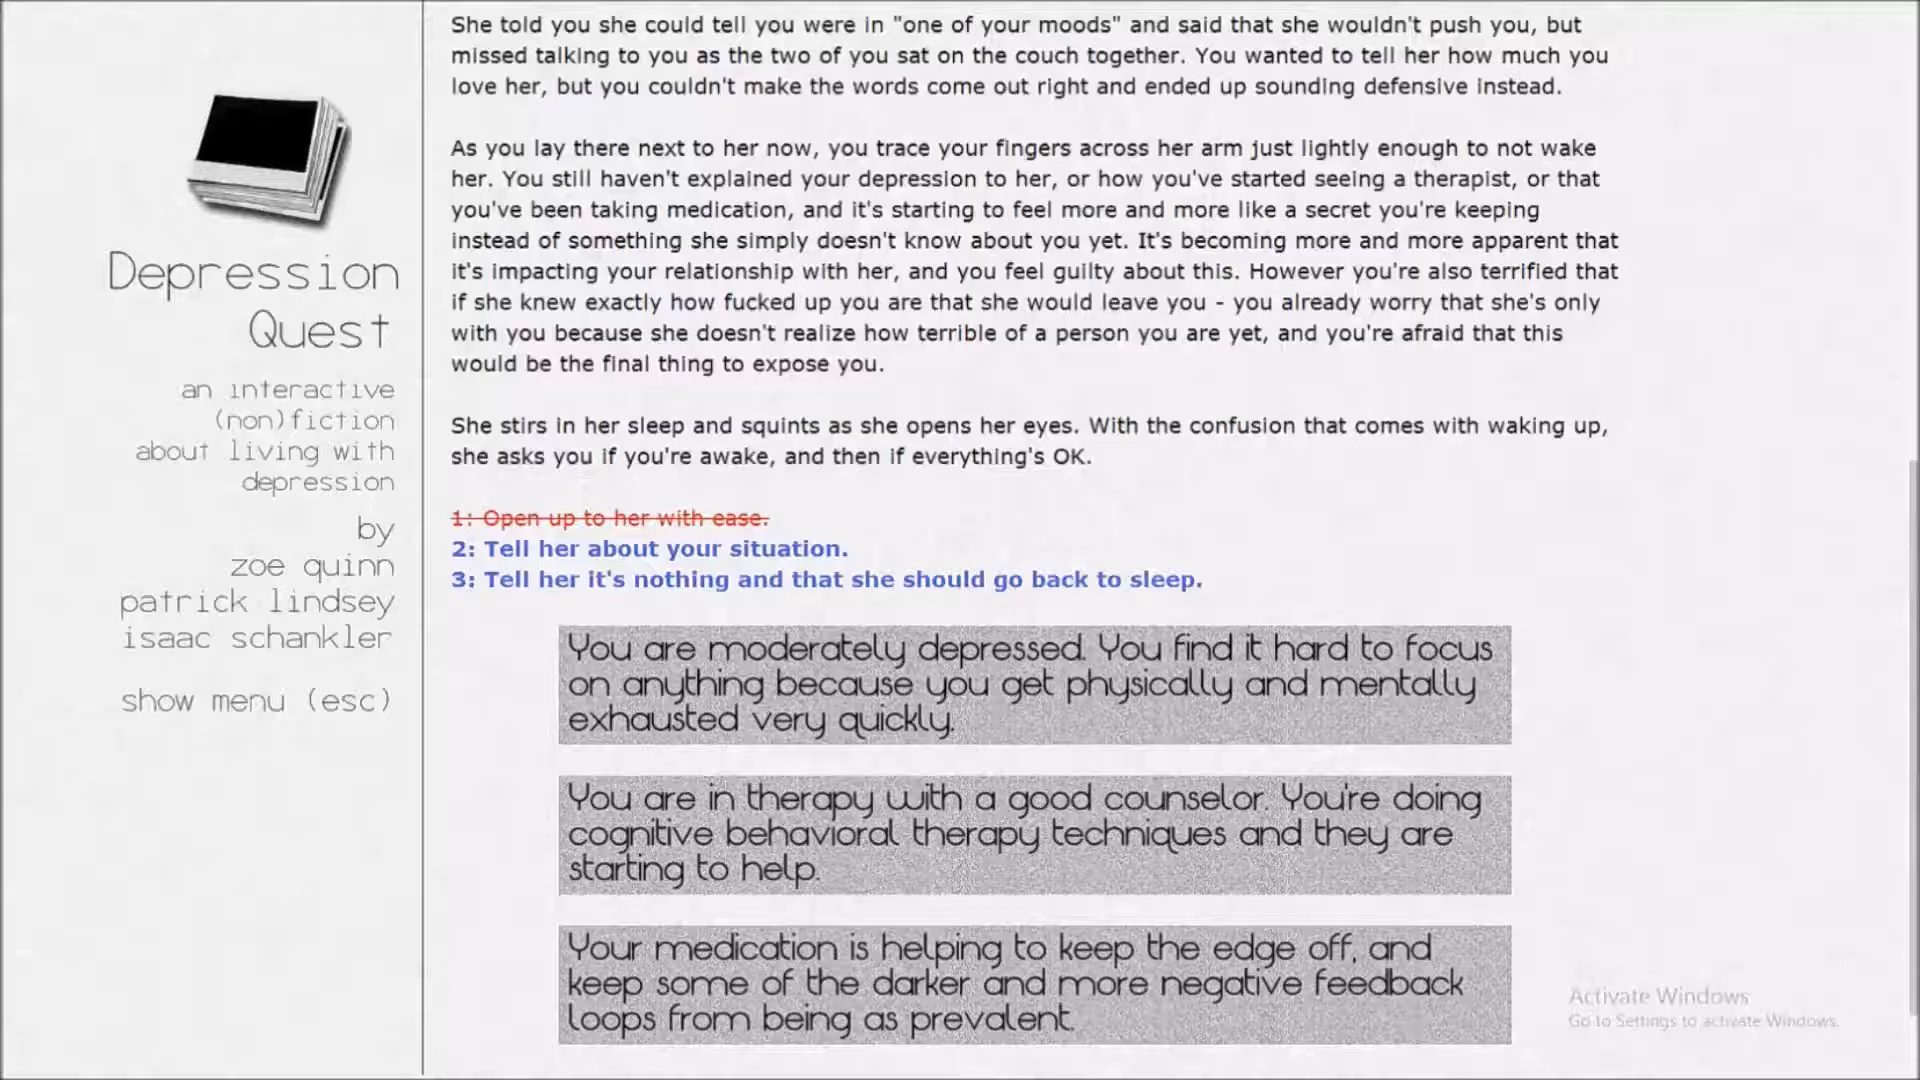 She told you she could tell you were in "one of your moods" and said that she wouldn't push you, but
missed talking to you as the two of you sat on the couch together. You wanted to tell her how much you
love her, but you couldn't make the words come out right and ended up sounding defensive instead.
As you lay there next to her now, you trace your fingers across her arm just lightly enough to not wake
her. You still haven't explained your depression to her, or how you've started seeing a therapist, or that
you've been taking medication, and it's starting to feel more and more like a secret you're keeping
instead of something she simply doesn't know about you yet. It's becoming more and more apparent that
it's impacting your relationship with her, and you feel guilty about this. However you're also terrified that
if she knew exactly how fucked up you are that she would leave you - you already worry that she's only
with you because she doesn't realize how terrible of a person you are yet, and you're afraid that this
would be the final thing to expose you.
She stirs in her sleep and squints as she opens her eyes. With the confusion that comes with waking up,
she asks you if you're awake, and then if everything's OK.
1: Open up to her with ease.
2: Tell her about your situation.
3: Tell her it's nothing and that she should go back to sleep.
You are moderately depressed. You find it hard to focus
on anything because you get physically and mentally
exhausted very quickly.
You are in therapy with a good counselor. You're doing
cognitive behavioral therapy techniques and they are
starting to help.
Your medication is helping to keep the edge off, and
keep some of the darker and more negative feedback
loops from being as prevalent.
Depression
Quest
an interactive
(non)fiction
about living with
depression
by
zoe quinn
patrick lindsey
isaac schankler
show menu (esc)
Activate Windows
Go to Settings to activate Windows.